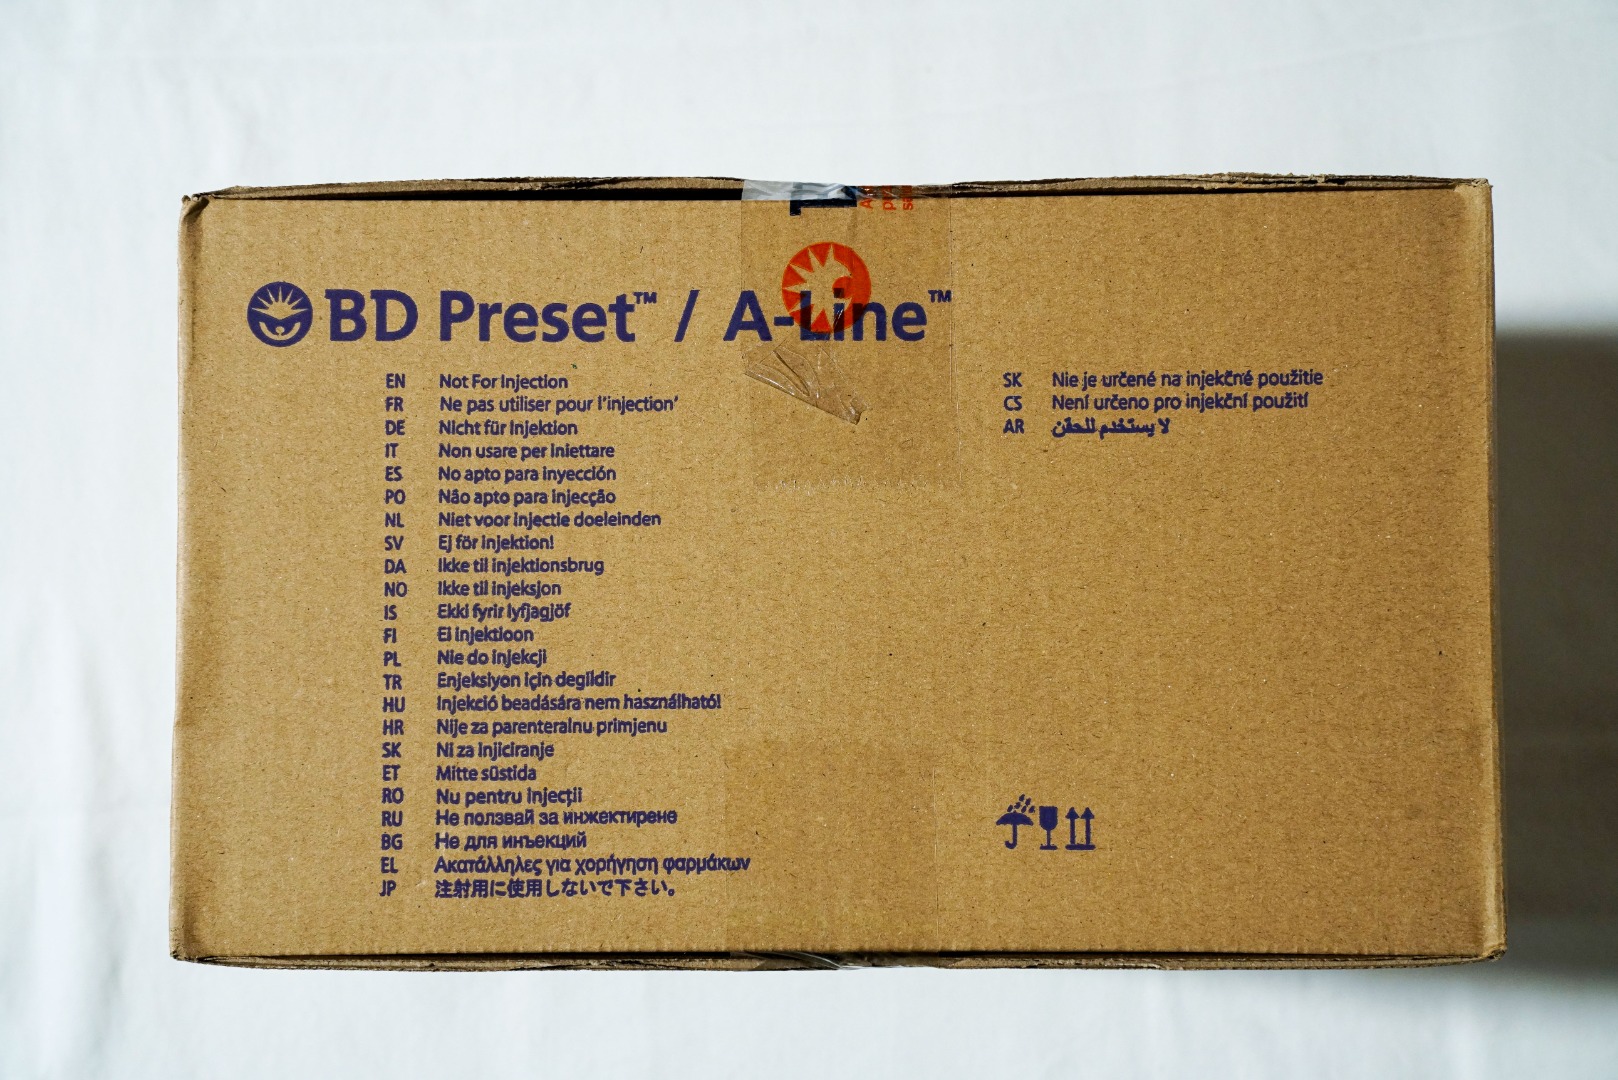 BD Preset™ / A-Line™
EN Not For Injection
FR Ne pas utiliser pour l'injection'
DE Nicht für Injektion
IT Non usare per iniettare
ES No apto para inyección
PO Não apto para injecção
NL Niet voor injectie doeleinden
SV Ej för injektion!
DA Ikke til injektionsbrug
NO Ikke til injeksjon
IS Ekki fyrir lyfjagjöf
FI Ei injektioon
PL Nie do injekcji
TR Enjeksiyon için degildir
HU Injekció beadására nem használható!
HR Nije za parenteralnu primjenu
SK Ni za injiciranje
ET Mitte süstida
RO Nu pentru injecţii
RU Не ползвай за инжектирене
BG Не для инъекций
EL Ακατάλληλες για χορήγηση φαρμάκων
JP 注射用に使用しないで下さい。
SK Nie je určené na injekčné použitie
CS Není určeno pro injekční použití
AR لا يستخدم للحقن